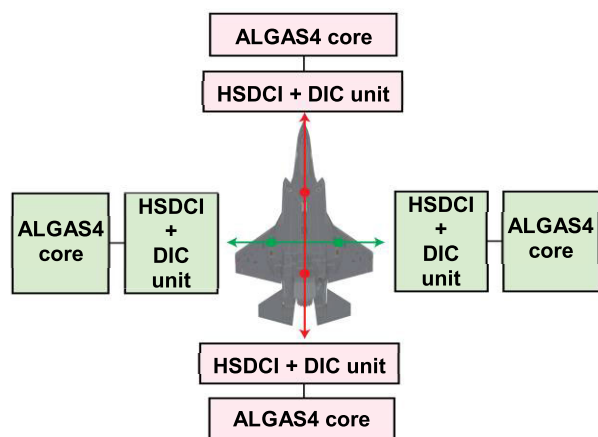 ALGAS4 core
HSDCI + DIC unit
ALGAS4
core
HSDCI
+
DIC
unit
HSDCI
+
DIC
unit
ALGAS4
core
HSDCI + DIC unit
ALGAS4 core